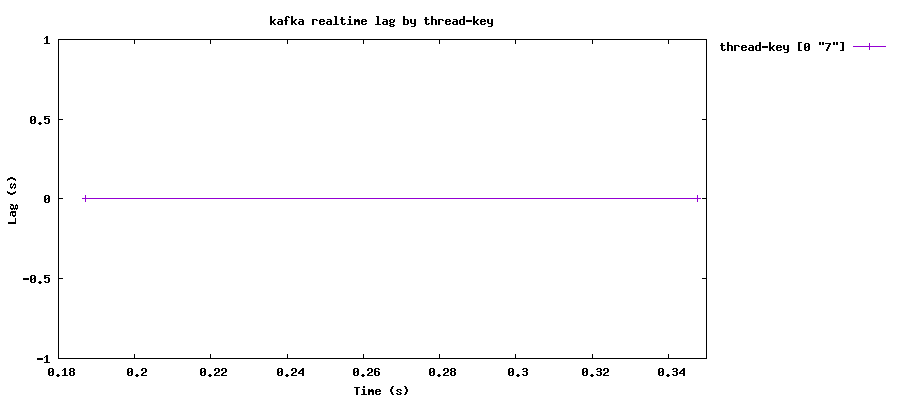 kafka realtime lag by thread-key
thread-key [0 "7"]
1
0.5
0
-0.5
-1
Lag (s)
0.18 0.2 0.22 0.24 0.26 0.28 0.3 0.32 0.34
Time (s)